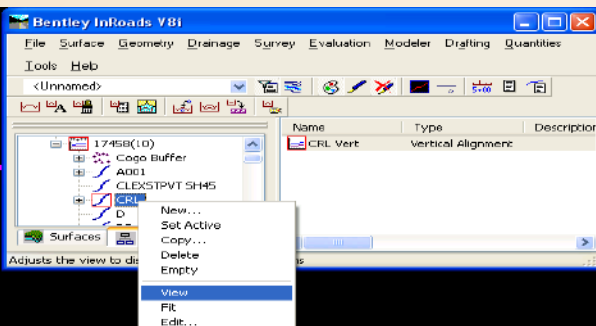 Bentley InRoads V8i
File Surface Geometry Drainage Survey Evaluation Modeler Drafting Quantities
Tools Help
<Unnamed>
Name Type Description
17458(10)
CRL Vert Vertical Alignment
Cogo Buffer
A001
CLEXSTPVT SH45
CRL
D
New...
Set Active
Copy...
Delete
Empty
View
Fit
Edit...
Surfaces
Adjusts the view to